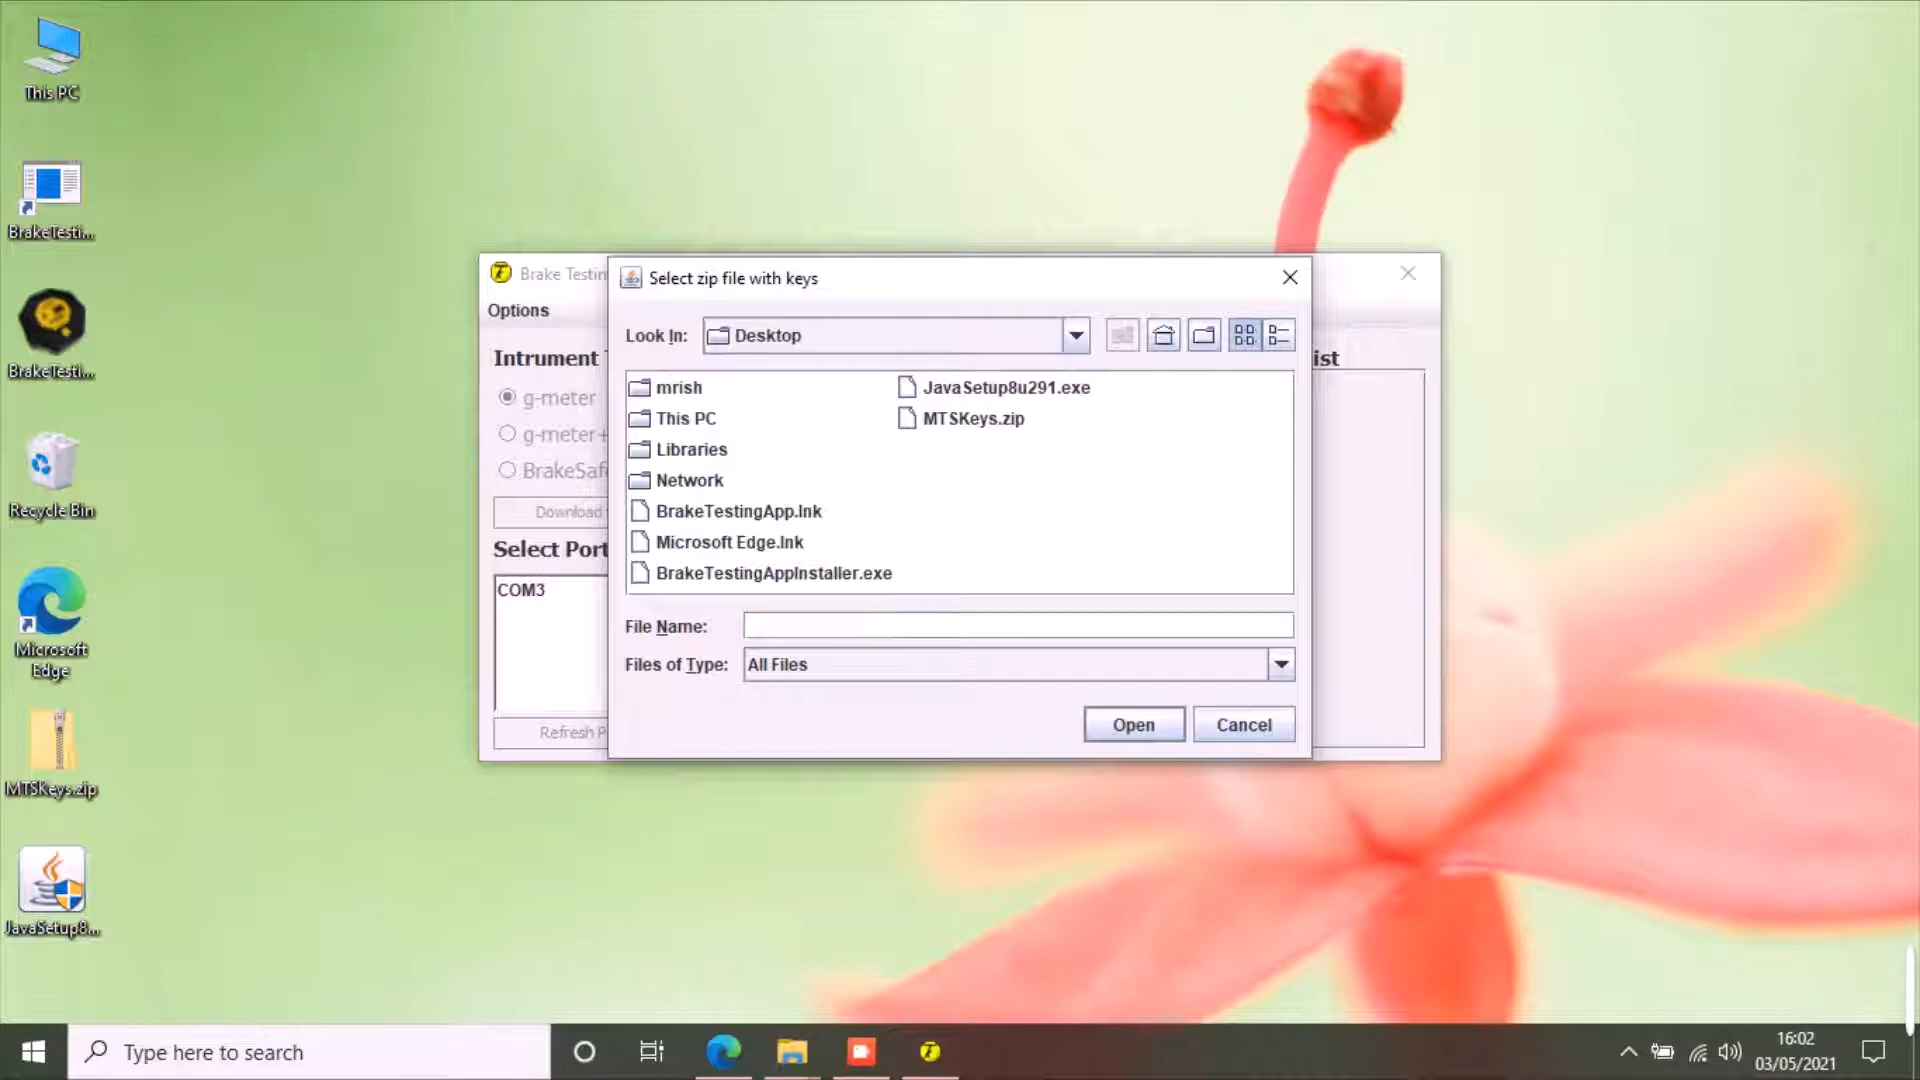 This PC
BrakeTesti...
BrakeTesti...
Recycle Bin
Microsoft
Edge
MTSKeys.zip
JavaSetup8...
Brake Testin
Options
Intrument
g-meter
g-meter+
BrakeSafe
Download
Select Port
COM3
Refresh P
ist
Select zip file with keys
Look In:
Desktop
mrish
This PC
Libraries
Network
BrakeTestingApp.lnk
Microsoft Edge.lnk
BrakeTestingAppInstaller.exe
JavaSetup8u291.exe
MTSKeys.zip
File Name:
Files of Type:
All Files
Open
Cancel
Type here to search
16:02
03/05/2021